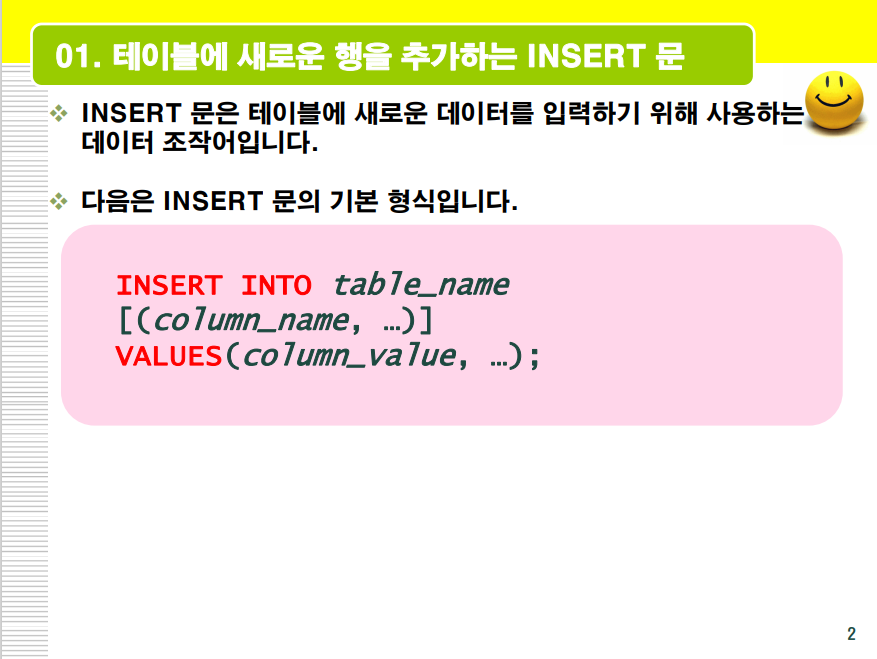 01. 테이블에 새로운 행을 추가하는 INSERT 문
INSERT 문은 테이블에 새로운 데이터를 입력하기 위해 사용하는
데이터 조작어입니다.
다음은 INSERT 문의 기본 형식입니다.
INSERT INTO table_name
[(column_name, …)]
VALUES(column_value, …);
2